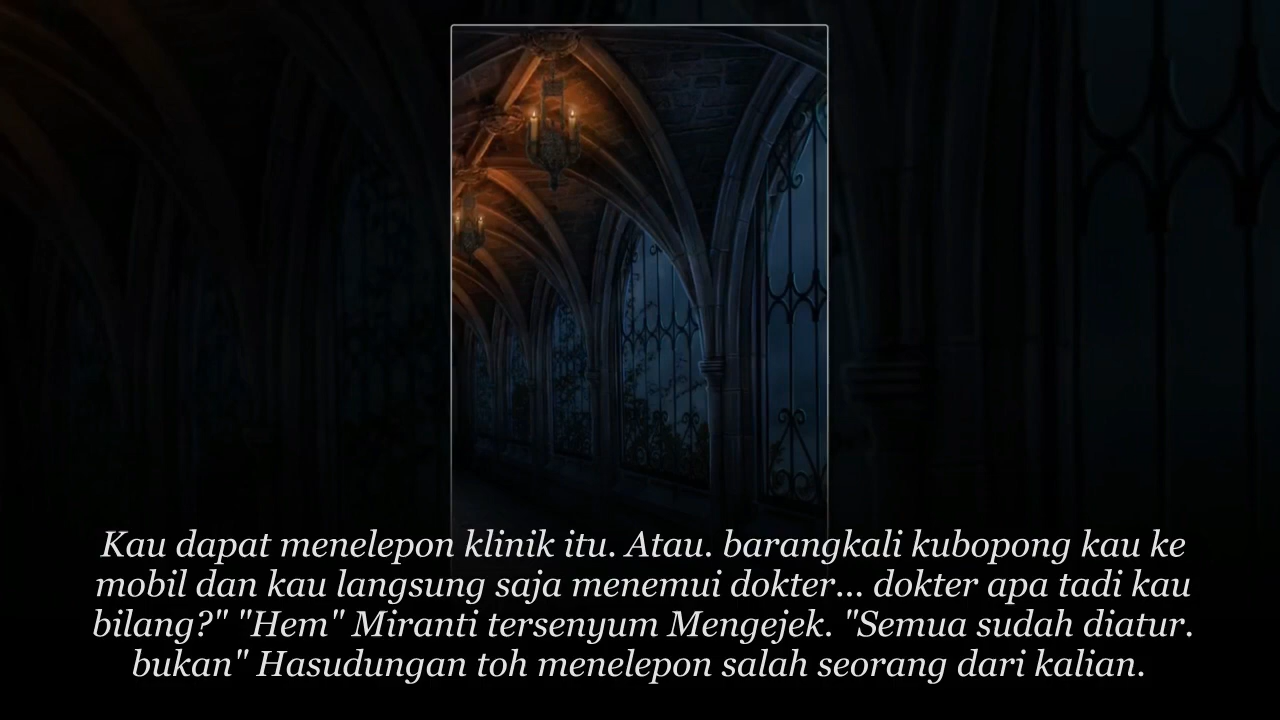 Kau dapat menelepon klinik itu. Atau. barangkali kubopong kau ke
mobil dan kau langsung saja menemui dokter... dokter apa tadi kau
bilang?" "Hem" Miranti tersenyum Mengejek. "Semua sudah diatur.
bukan" Hasudungan toh menelepon salah seorang dari kalian.